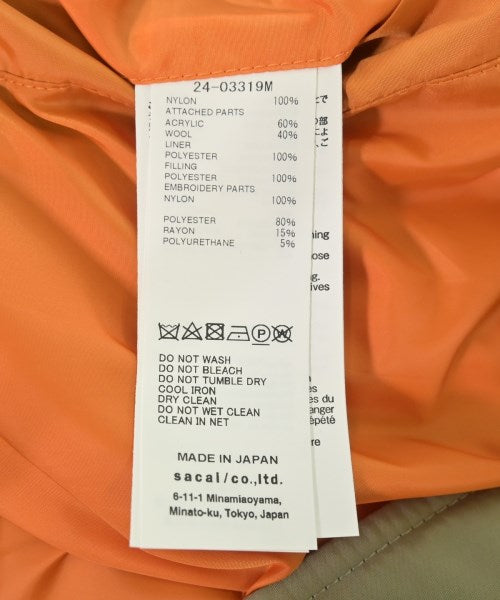 24-03319M
NYLON 100%
ATTACHED PARTS
ACRYLIC 60%
WOOL 40%
LINER
POLYESTER 100%
FILLING
POLYESTER 100%
EMBROIDERY PARTS
NYLON 100%
POLYESTER 80%
RAYON 15%
POLYURETHANE 5%
P W
DO NOT WASH
DO NOT BLEACH
DO NOT TUMBLE DRY
COOL IRON
DRY CLEAN
DO NOT WET CLEAN
CLEAN IN NET
MADE IN JAPAN
sacai/co.,ltd.
6-11-1 Minamiaoyama,
Minato-ku, Tokyo, Japan